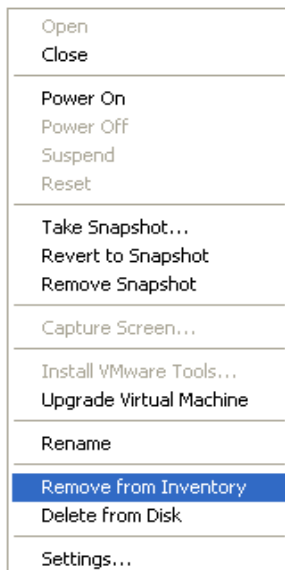 Open
Close
Power On
Power Off
Suspend
Reset
Take Snapshot...
Revert to Snapshot
Remove Snapshot
Capture Screen...
Install VMware Tools...
Upgrade Virtual Machine
Rename
Remove from Inventory
Delete from Disk
Settings...